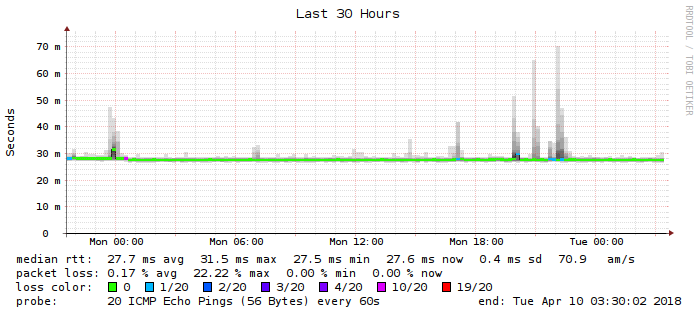 Last 30 Hours
RRDTOOL / TOBI OETIKER
Seconds
70 m
60 m
50 m
40 m
30 m
20 m
10 m
0
Mon 00:00 Mon 06:00 Mon 12:00 Mon 18:00 Tue 00:00
median rtt: 27.7 ms avg 31.5 ms max 27.5 ms min 27.6 ms now 0.4 ms sd 70.9 am/s
packet loss: 0.17 % avg 22.22 % max 0.00 % min 0.00 % now
loss color: 0 1/20 2/20 3/20 4/20 10/20 19/20
probe: 20 ICMP Echo Pings (56 Bytes) every 60s end: Tue Apr 10 03:30:02 2018